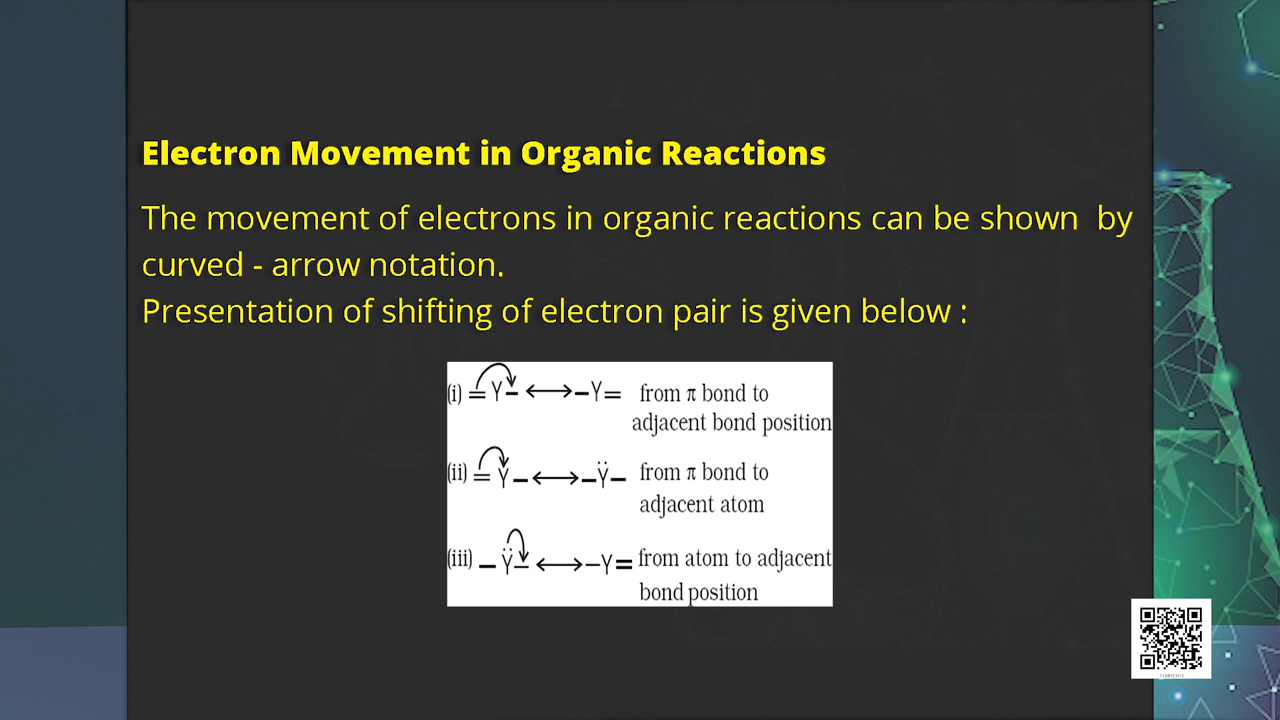 Electron Movement in Organic Reactions
The movement of electrons in organic reactions can be shown by
curved - arrow notation.
Presentation of shifting of electron pair is given below :
(i) =Y− ⟷ −Y= from π bond to
adjacent bond position
(ii) =Y− ⟷ −Ÿ− from π bond to
adjacent atom
(iii) −Ÿ− ⟷ −Y= from atom to adjacent
bond position